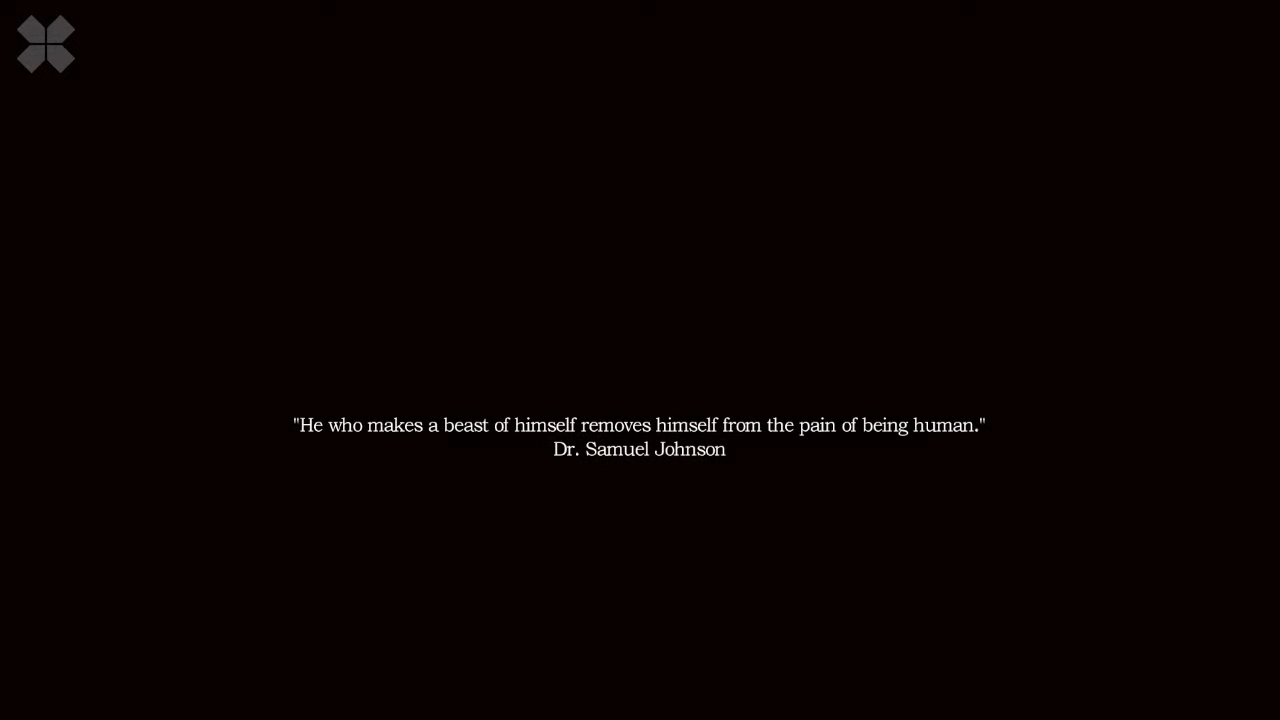 "He who makes a beast of himself removes himself from the pain of being human."
Dr. Samuel Johnson